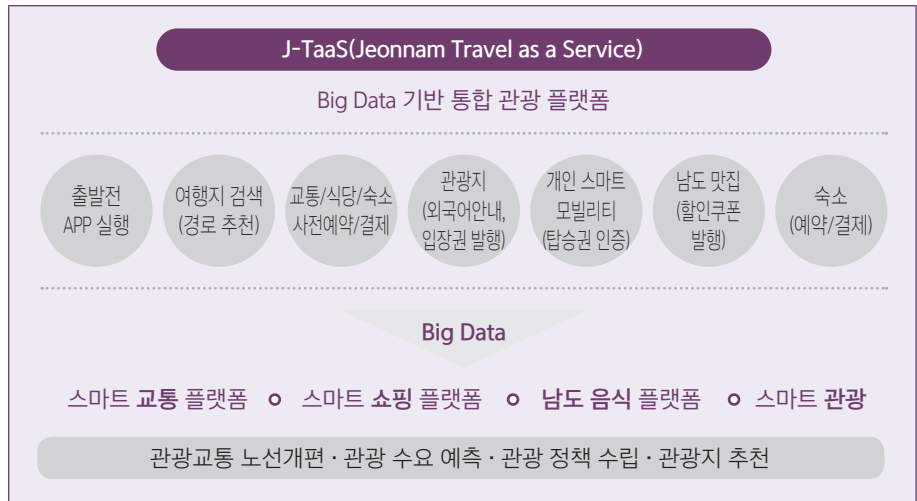 J-TaaS(Jeonnam Travel as a Service)
Big Data 기반 통합 관광 플랫폼
출발전
APP 실행
여행지 검색
(경로 추천)
교통/식당/숙소
사전예약/결제
관광지
(외국어안내,
입장권 발행)
개인 스마트
모빌리티
(탑승권 인증)
남도 맛집
(할인쿠폰
발행)
숙소
(예약/결제)
Big Data
스마트 교통 플랫폼 ㅇ 스마트 쇼핑 플랫폼 ㅇ 남도 음식 플랫폼 ㅇ 스마트 관광
관광교통 노선개편 · 관광 수요 예측 · 관광 정책 수립 · 관광지 추천